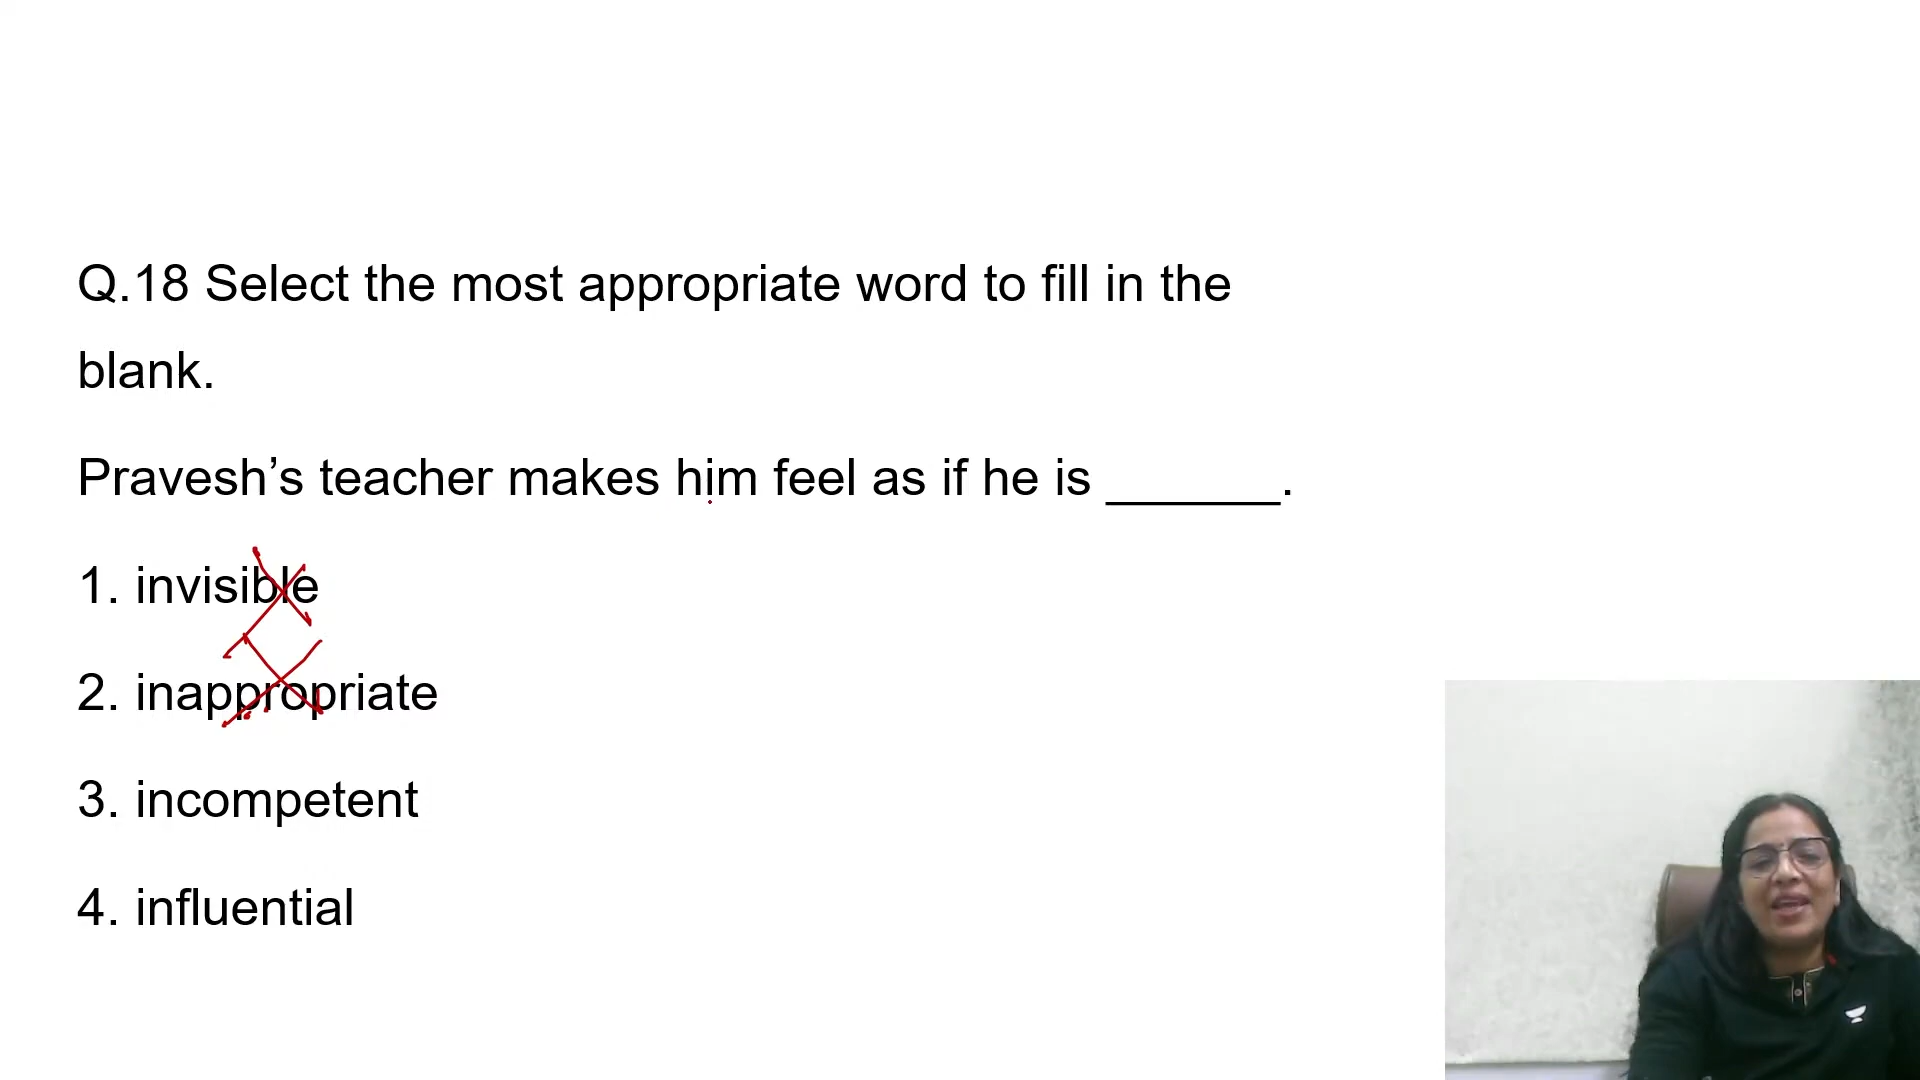 Q.18 Select the most appropriate word to fill in the
blank.
Pravesh’s teacher makes him feel as if he is ______.
1. invisible
2. inappropriate
3. incompetent
4. influential